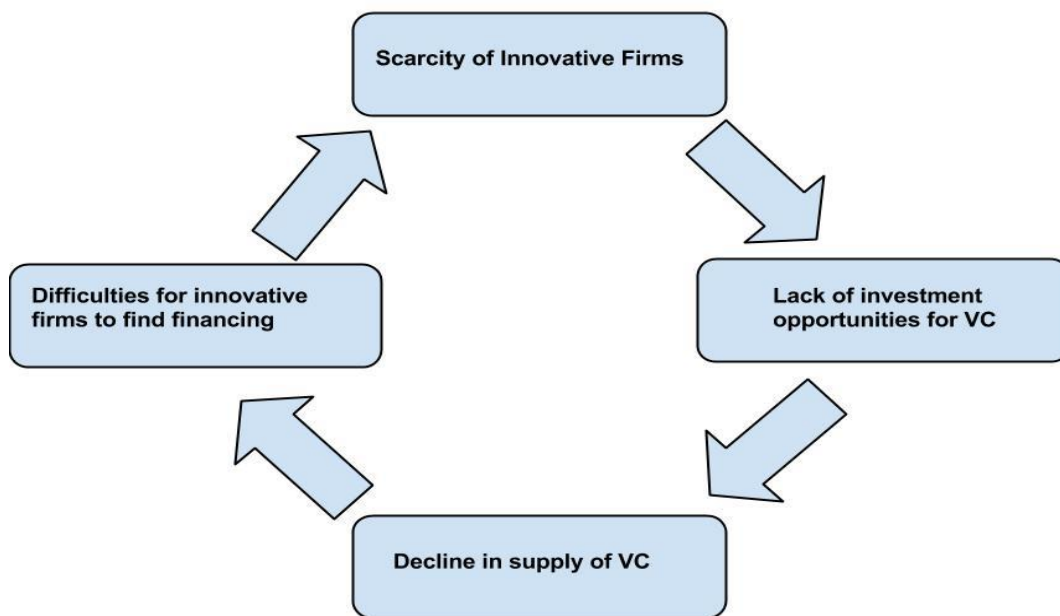 Scarcity of Innovative Firms
Lack of investment
opportunities for VC
Decline in supply of VC
Difficulties for innovative
firms to find financing